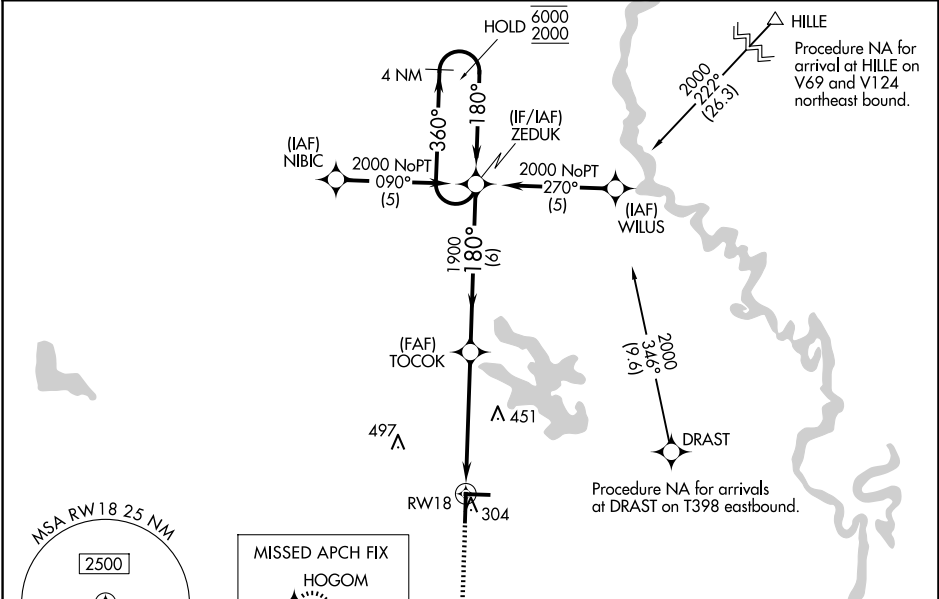 HOLD 6000
2000
4 NM
360°
180°
(IF/IAF)
ZEDUK
(IAF)
NIBIC
2000 NoPT
090°
(5)
2000 NoPT
270°
(5)
(IAF)
WILUS
HILLE
Procedure NA for
arrival at HILLE on
V69 and V124
northeast bound.
2000
222°
(26.3)
1900
180°
(6)
(FAF)
TOCOK
2000
346°
(9.6)
451
497
DRAST
Procedure NA for arrivals
at DRAST on T398 eastbound.
RW18
304
MSA RW18 25 NM
2500
MISSED APCH FIX
HOGOM